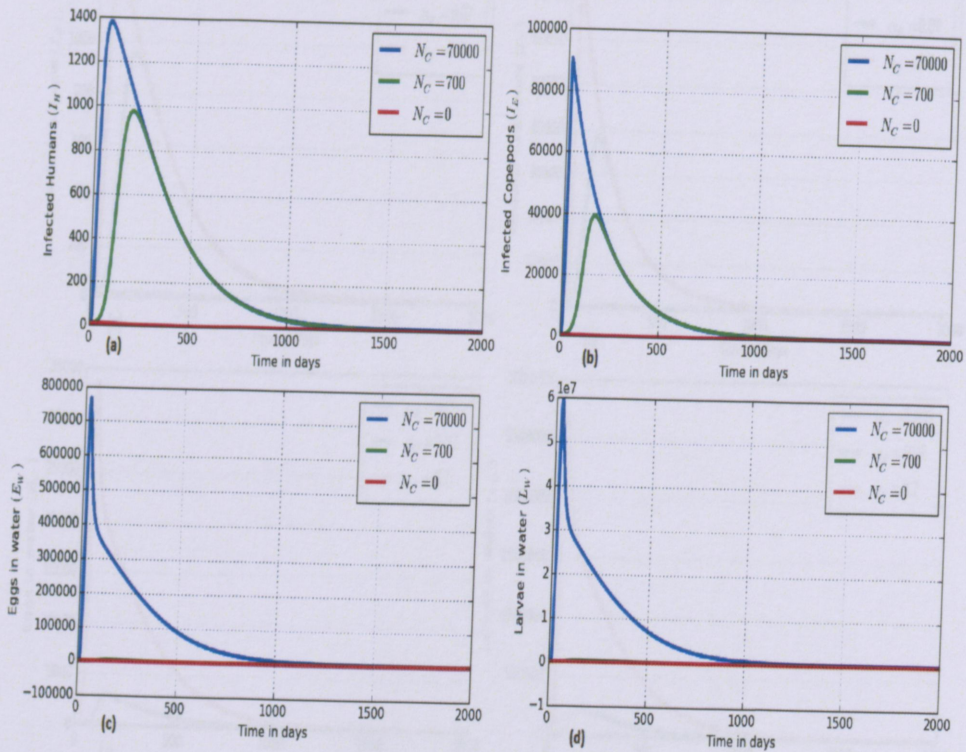 1400
1200
1000
800
600
400
200
0
Infected Humans (I_H)
N_C = 70000
N_C = 700
N_C = 0
0
500
1000
1500
2000
(a)
Time in days
100000
80000
60000
40000
20000
0
Infected Copepods (I_E)
N_C = 70000
N_C = 700
N_C = 0
0
500
1000
1500
2000
(b)
Time in days
800000
700000
600000
500000
400000
300000
200000
100000
0
−100000
Eggs in water (E_W)
N_C = 70000
N_C = 700
N_C = 0
0
500
1000
1500
2000
(c)
Time in days
1e7
6
5
4
3
2
1
0
−1
Larvae in water (L_W)
N_C = 70000
N_C = 700
N_C = 0
0
500
1000
1500
2000
(d)
Time in days